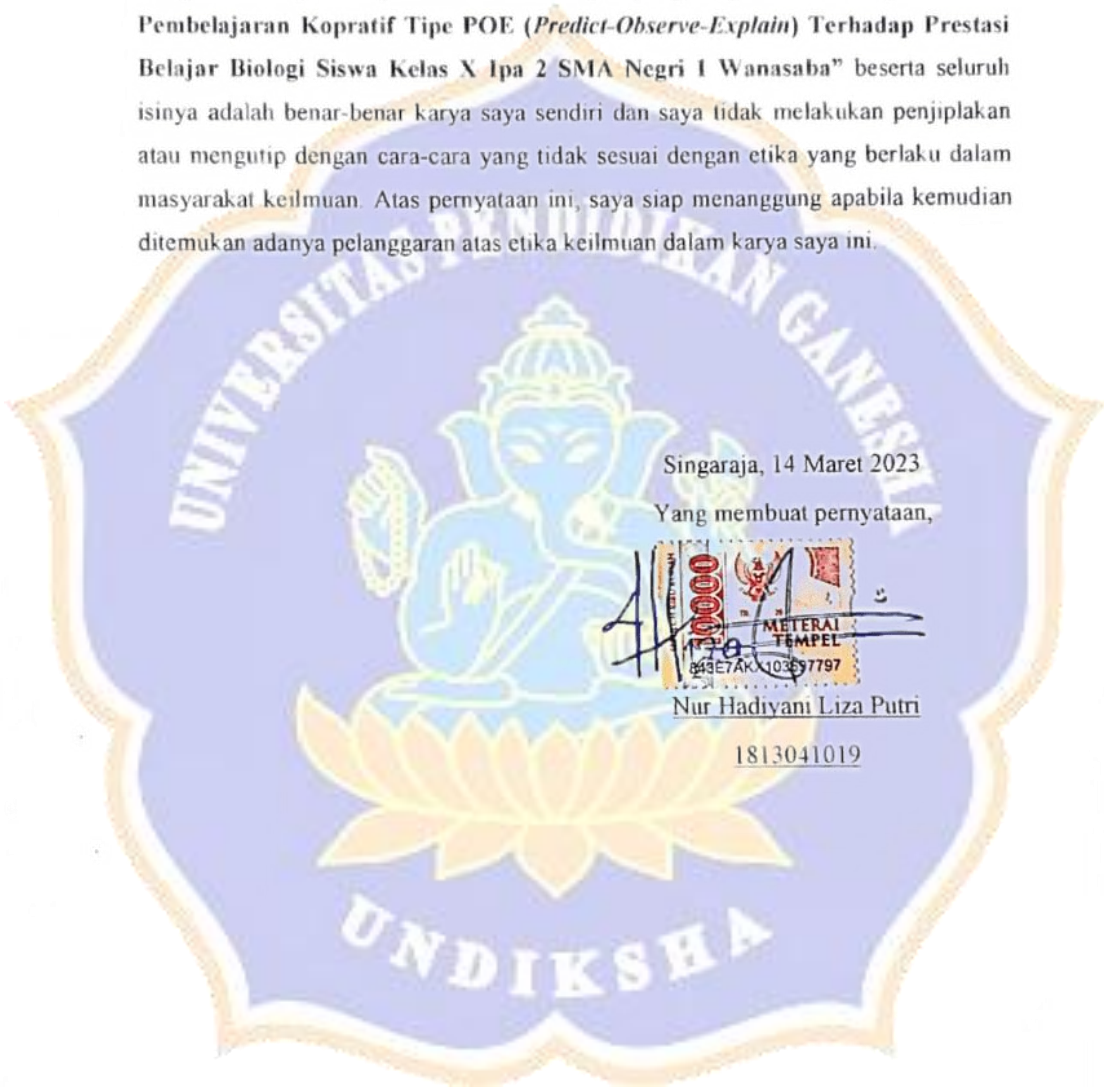 Pembelajaran Kopratif Tipe POE (Predict-Observe-Explain) Terhadap Prestasi
Belajar Biologi Siswa Kelas X Ipa 2 SMA Negri 1 Wanasaba” beserta seluruh
isinya adalah benar-benar karya saya sendiri dan saya tidak melakukan penjiplakan
atau mengutip dengan cara-cara yang tidak sesuai dengan etika yang berlaku dalam
masyarakat keilmuan. Atas pernyataan ini, saya siap menanggung apabila kemudian
ditemukan adanya pelanggaran atas etika keilmuan dalam karya saya ini.
UNIVERSITAS PENDIDIKAN GANESHA
Singaraja, 14 Maret 2023
Yang membuat pernyataan,
10000
METERAI
TEMPEL
Nur Hadiyani Liza Putri
1813041019
UNDIKSHA